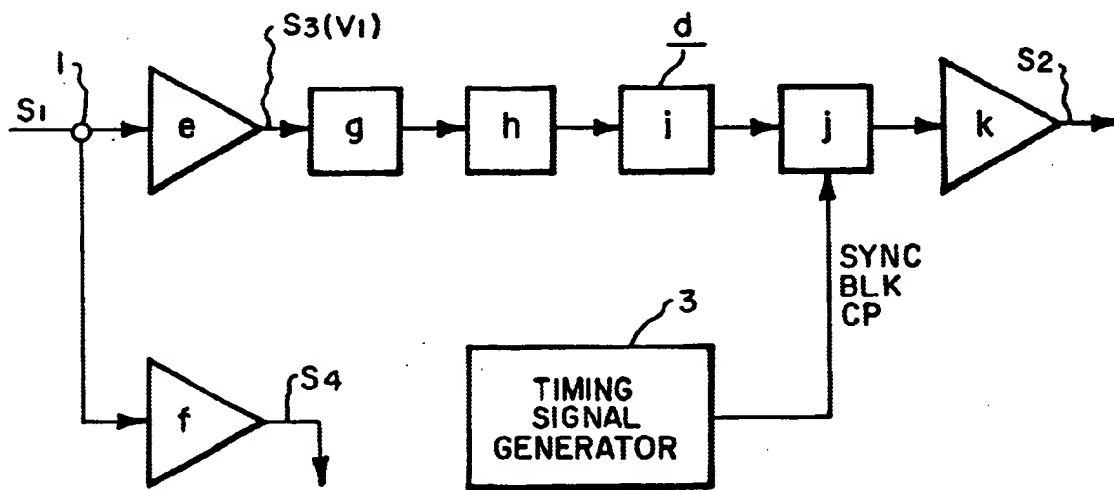 S3(V1)
d
1
S2
S1
e
g
h
i
j
k
SYNC
BLK
CP
3
S4
f
TIMING
SIGNAL
GENERATOR